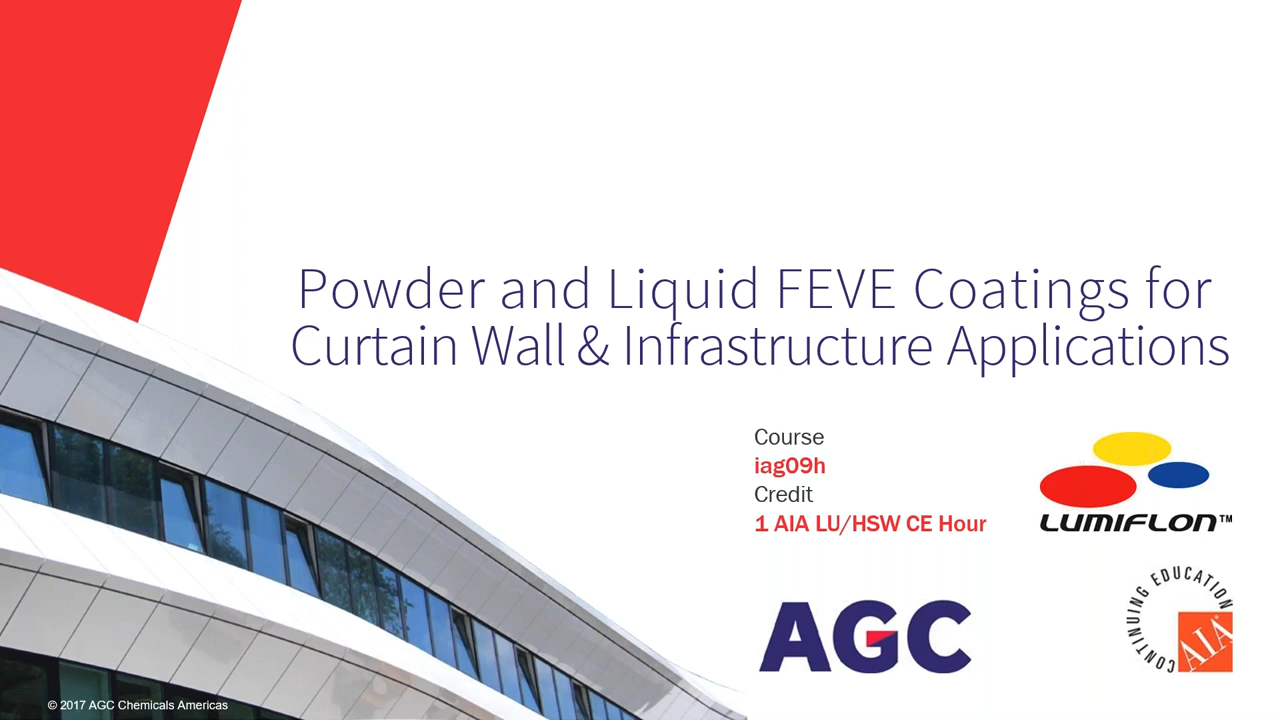 Powder and Liquid FEVE Coatings for
Curtain Wall & Infrastructure Applications
Course
iag09h
Credit
1 AIA LU/HSW CE Hour
LUMIFLON™
AGC
CONTINUING EDUCATION
AIA
© 2017 AGC Chemicals Americas